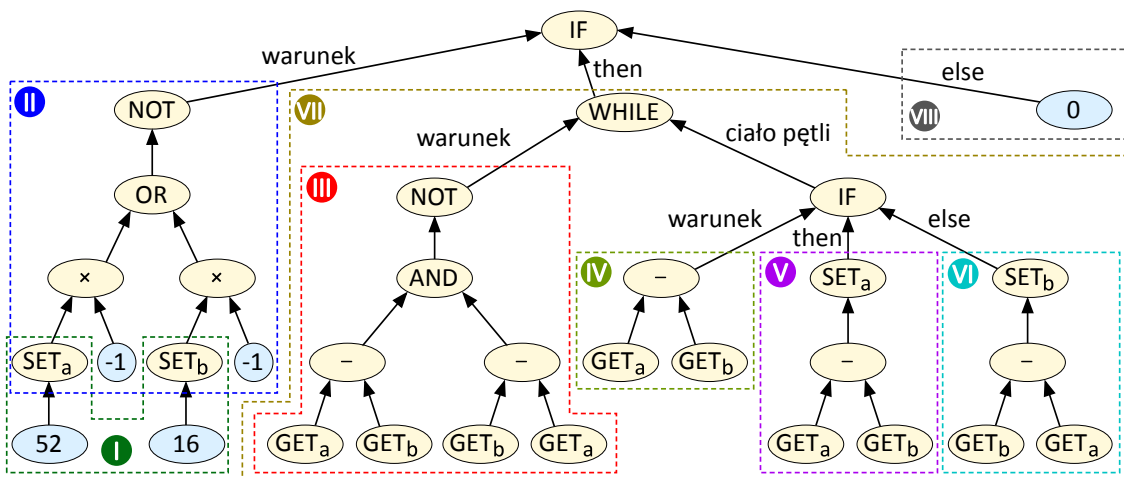 IF
warunek
then
else
II
NOT
VII
WHILE
VIII
0
warunek
ciało pętli
OR
III
NOT
IF
warunek
then
else
×
×
AND
IV
–
V
SETa
VI
SETb
SETa
-1
SETb
-1
–
–
GETa
GETb
–
–
52
I
16
GETa
GETb
GETb
GETa
GETa
GETb
GETb
GETa